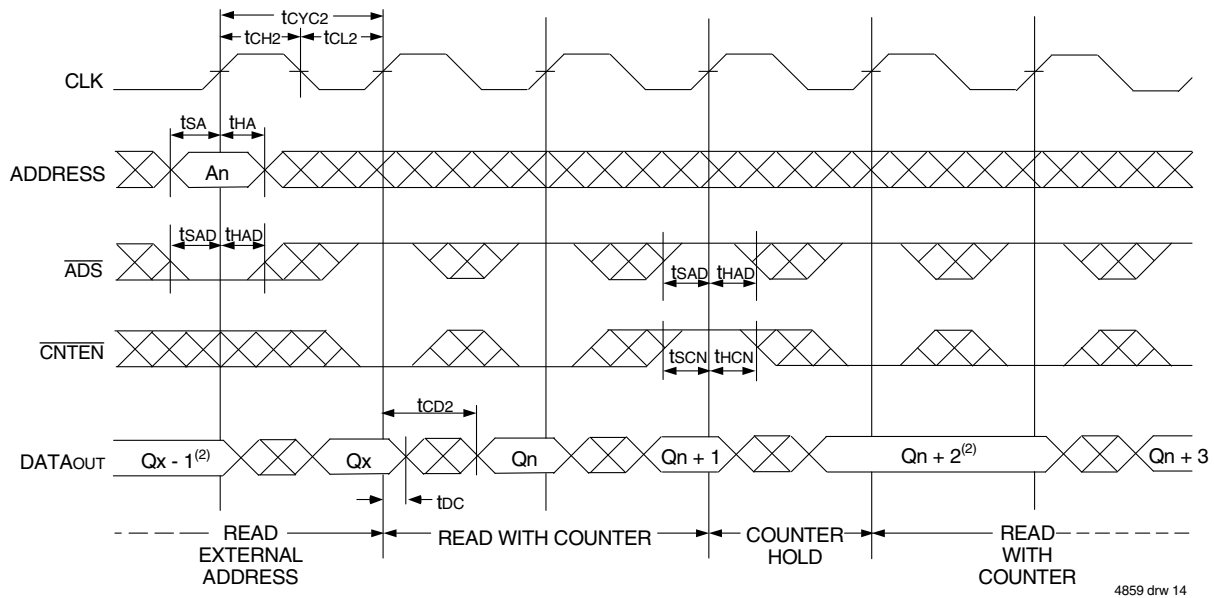 tCYC2
tCH2 tCL2
CLK
tSA tHA
ADDRESS An
tSAD tHAD
ADS
tSAD tHAD
CNTEN
tSCN tHCN
tCD2
DATAOUT Qx - 1(2) Qx Qn Qn + 1 Qn + 2(2) Qn + 3
tDC
READ EXTERNAL ADDRESS
READ WITH COUNTER
COUNTER HOLD
READ WITH COUNTER
4859 drw 14